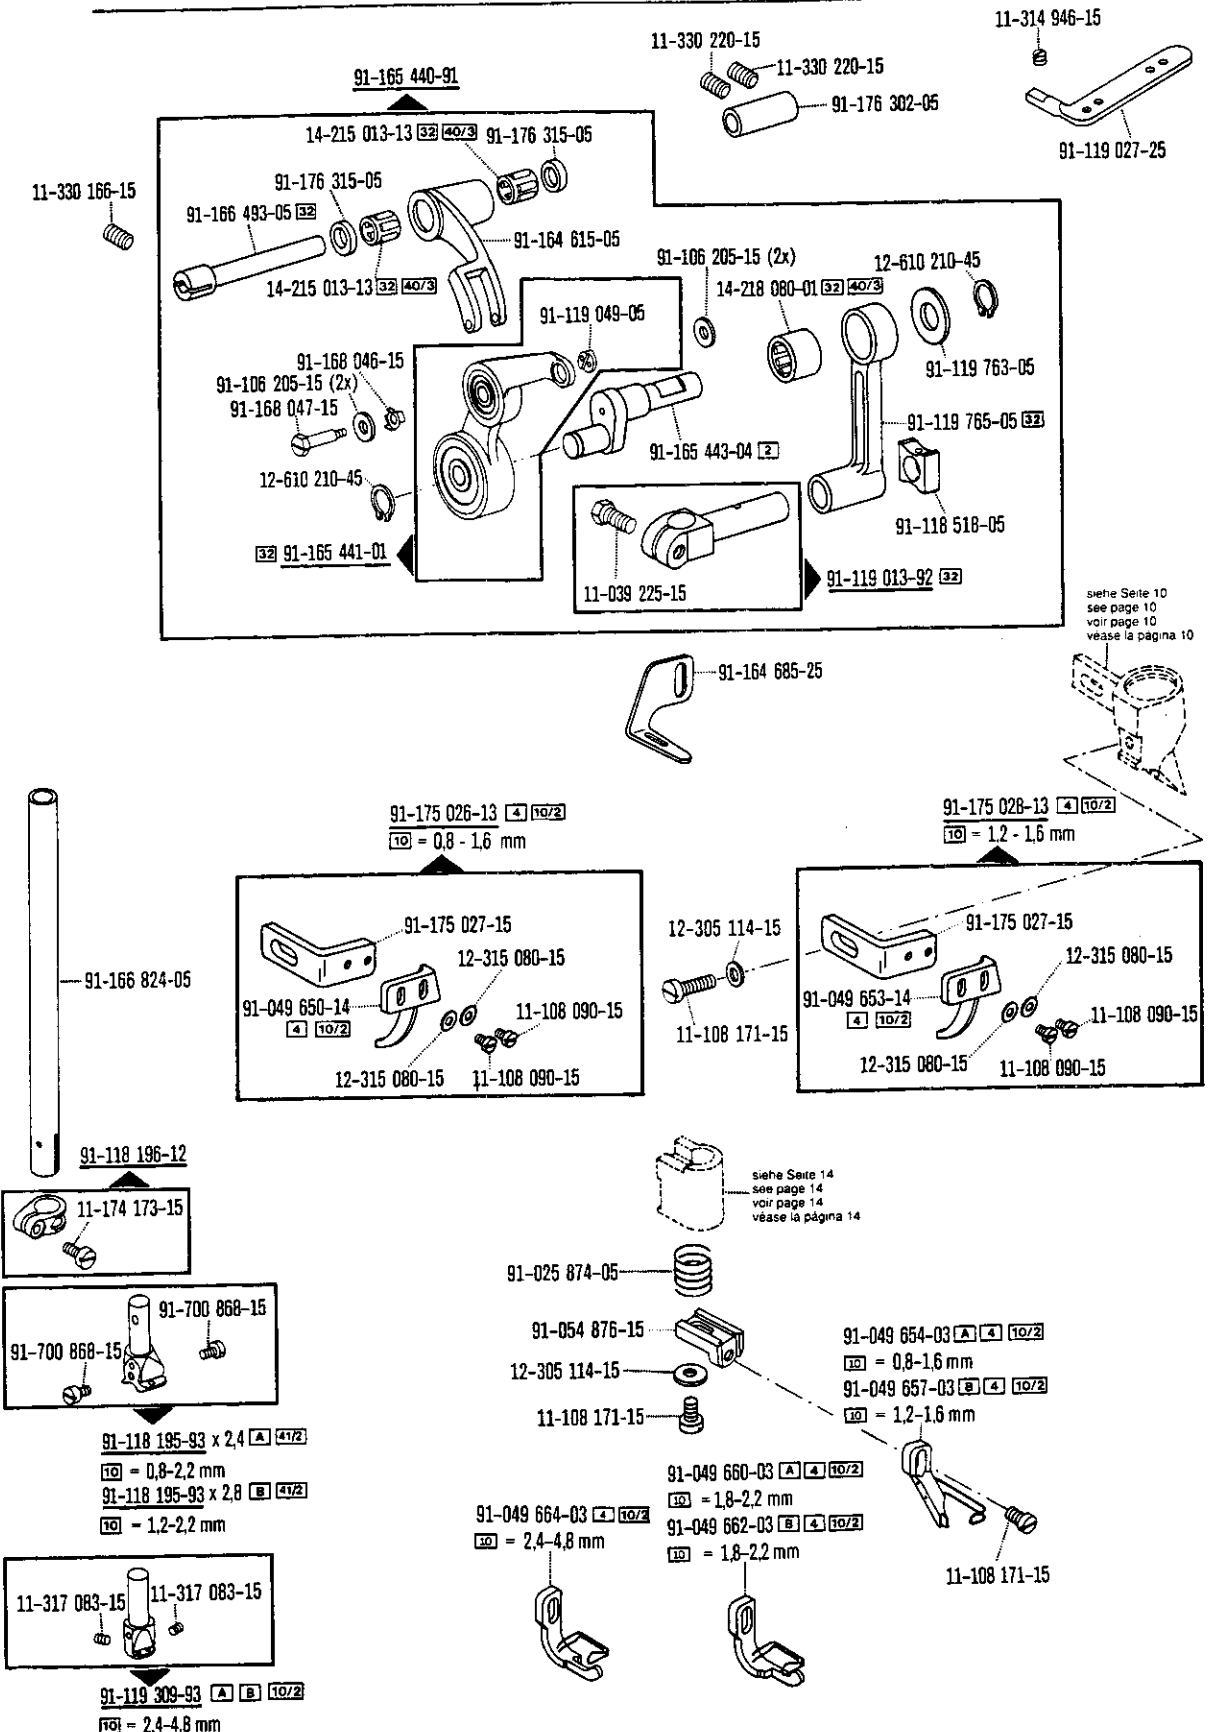 11-314 946-15
11-330 220-15
11-330 220-15
91-176 302-05
91-119 027-25
91-165 440-91
14-215 013-13 32 40/3
91-176 315-05
91-176 315-05
11-330 166-15
91-166 493-05 32
91-164 615-05
14-215 013-13 32 40/3
91-106 205-15 (2x)
12-610 210-45
14-218 080-01 32 40/3
91-119 049-05
91-119 763-05
91-168 046-15
91-106 205-15 (2x)
91-168 047-15
91-119 765-05 32
91-165 443-04 2
12-610 210-45
91-118 518-05
32 91-165 441-01
11-039 225-15
91-119 013-92 32
siehe Seite 10
see page 10
voir page 10
véase la página 10
91-164 685-25
91-175 026-13 4 10/2
10 = 0,8 - 1,6 mm
91-175 028-13 4 10/2
10 = 1,2 - 1,6 mm
91-175 027-15
12-315 080-15
91-049 650-14
4 10/2
11-108 090-15
12-315 080-15
11-108 090-15
12-305 114-15
11-108 171-15
91-175 027-15
12-315 080-15
91-049 653-14
4 10/2
11-108 090-15
12-315 080-15
11-108 090-15
91-166 824-05
91-118 196-12
11-174 173-15
siehe Seite 14
see page 14
voir page 14
véase la página 14
91-700 868-15
91-700 868-15
91-118 195-93 x 2,4 A 41/2
10 = 0,8-2,2 mm
91-118 195-93 x 2,8 B 41/2
10 = 1,2-2,2 mm
91-025 874-05
91-054 876-15
12-305 114-15
11-108 171-15
91-049 654-03 A 4 10/2
10 = 0,8-1,6 mm
91-049 657-03 B 4 10/2
10 = 1,2-1,6 mm
91-049 660-03 A 4 10/2
10 = 1,8-2,2 mm
91-049 662-03 B 4 10/2
10 = 1,8-2,2 mm
91-049 664-03 4 10/2
10 = 2,4-4,8 mm
11-108 171-15
11-317 083-15
11-317 083-15
91-119 309-93 A B 10/2
10 = 2,4-4,8 mm